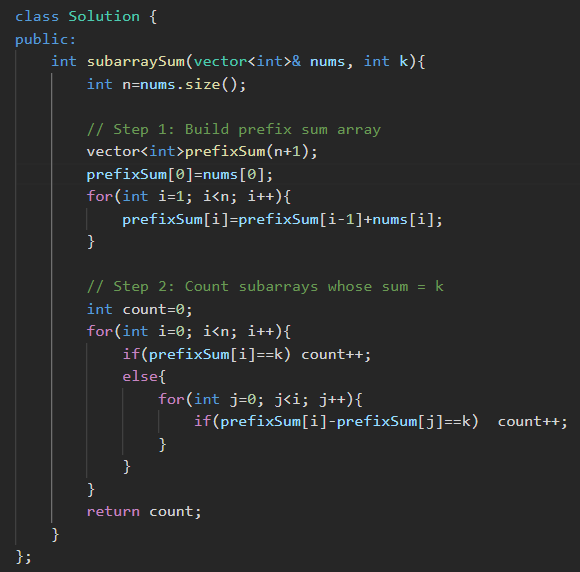 class Solution {
public:
    int subarraySum(vector<int>& nums, int k){
        int n=nums.size();

        // Step 1: Build prefix sum array
        vector<int>prefixSum(n+1);
        prefixSum[0]=nums[0];
        for(int i=1; i<n; i++){
            prefixSum[i]=prefixSum[i-1]+nums[i];
        }

        // Step 2: Count subarrays whose sum = k
        int count=0;
        for(int i=0; i<n; i++){
            if(prefixSum[i]==k) count++;
            else{
                for(int j=0; j<i; j++){
                    if(prefixSum[i]-prefixSum[j]==k)  count++;
                }
            }
        }
        return count;
    }
};